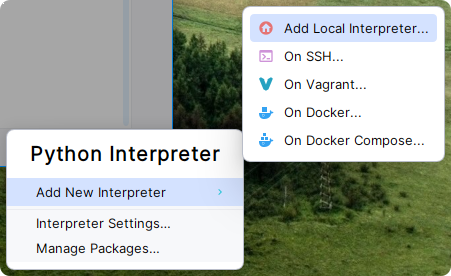 Python Interpreter
Add New Interpreter
Interpreter Settings...
Manage Packages...
Add Local Interpreter...
On SSH...
On Vagrant...
On Docker...
On Docker Compose...